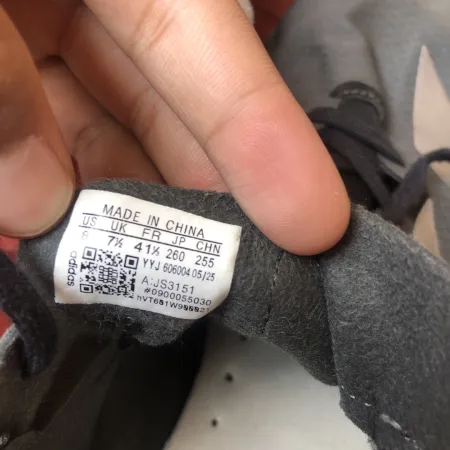 MADE IN CHINA
US UK FR JP CHN
8 7½ 41⅓ 260 255
YYJ 606004 05/25
A:JS3151
#0900055030
adidas